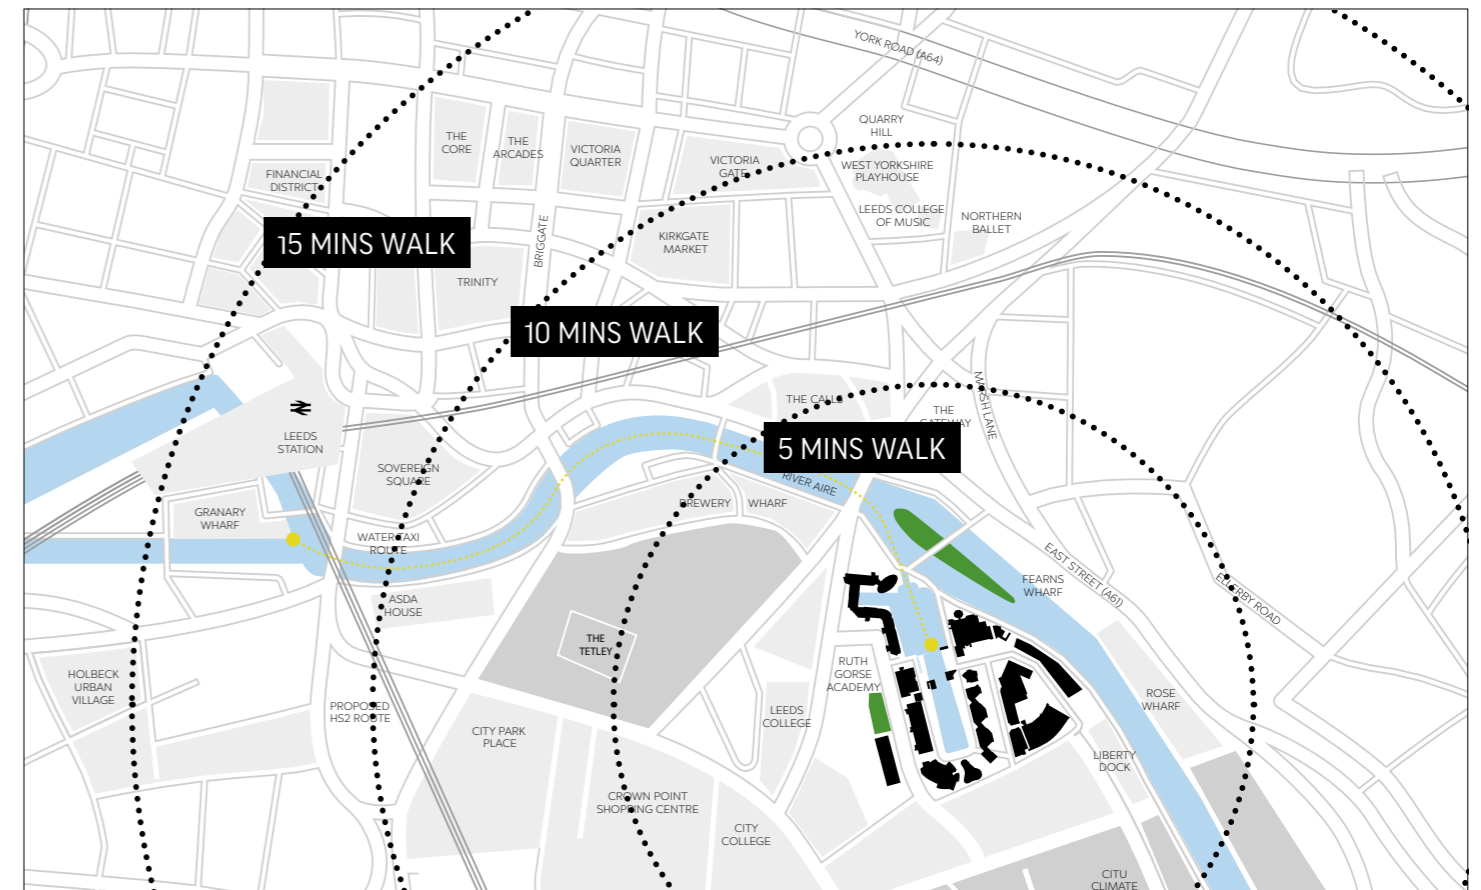 YORK ROAD (A64)
QUARRY
HILL
THE
CORE
THE
ARCADES
VICTORIA
QUARTER
VICTORIA
GATE
WEST YORKSHIRE
PLAYHOUSE
FINANCIAL
DISTRICT
LEEDS COLLEGE
OF MUSIC
NORTHERN
BALLET
15 MINS WALK
BRIGGATE
KIRKGATE
MARKET
TRINITY
10 MINS WALK
MARSH LANE
THE CALLS
THE
GATEWAY
LEEDS
STATION
5 MINS WALK
SOVEREIGN
SQUARE
RIVER AIRE
BREWERY WHARF
GRANARY
WHARF
WATER TAXI
ROUTE
EAST STREET (A61)
FEARNS
WHARF
ELLERBY ROAD
ASDA
HOUSE
THE
TETLEY
RUTH
GORSE
ACADEMY
HOLBECK
URBAN
VILLAGE
ROSE
WHARF
PROPOSED
HS2 ROUTE
LEEDS
COLLEGE
CITY PARK
PLACE
LIBERTY
DOCK
CROWN POINT
SHOPPING CENTRE
CITY
COLLEGE
CITU
CLIMATE